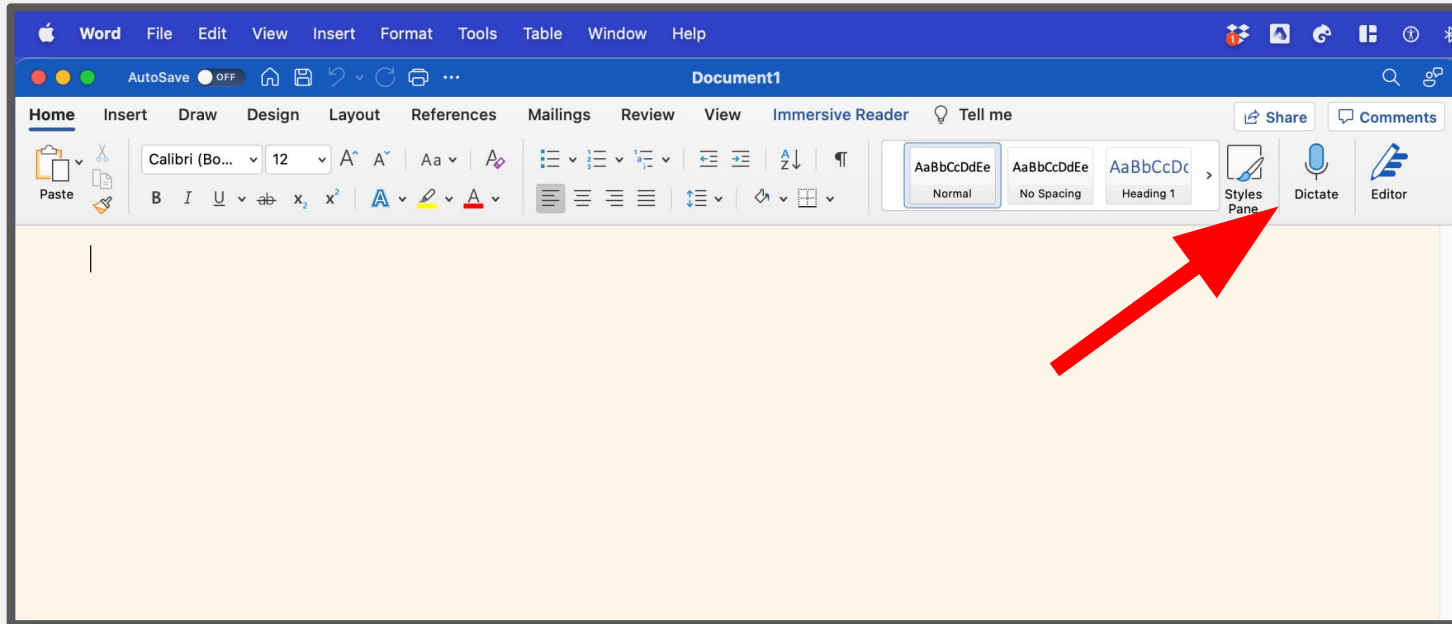 Word File Edit View Insert Format Tools Table Window Help
1
AutoSave OFF Document1
Home Insert Draw Design Layout References Mailings Review View Immersive Reader Tell me Share Comments
Paste Calibri (Bo... 12 A A Aa A AaBbCcDdEe AaBbCcDdEe AaBbCcDc
B I U ab x2 x2 A A Normal No Spacing Heading 1
Styles Pane Dictate Editor